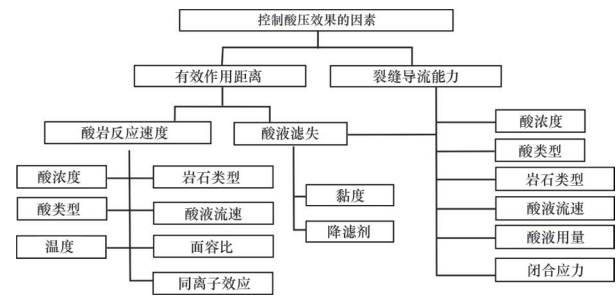 控制酸压效果的因素
有效作用距离
裂缝导流能力
酸岩反应速度
酸液滤失
酸浓度
岩石类型
酸类型
酸液流速
温度
面容比
同离子效应
黏度
降滤剂
酸浓度
酸类型
岩石类型
酸液流速
酸液用量
闭合应力